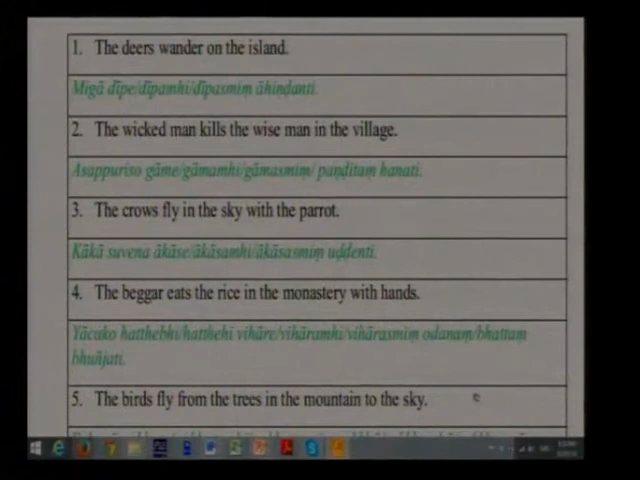 1. The deers wander on the island.
Migā dīpe/dīpamhi/dīpasmiṃ āhiṇḍanti.
2. The wicked man kills the wise man in the village.
Asappuriso gāme/gāmamhi/gāmasmiṃ/ paṇḍitaṃ hanati.
3. The crows fly in the sky with the parrot.
Kākā suvena ākāse/ākāsamhi/ākāsasmiṃ uḍḍenti.
4. The beggar eats the rice in the monastery with hands.
Yācako hatthebhi/hatthehi vihāre/vihāramhi/vihārasmiṃ odanaṃ/bhattaṃ
bhuñjati.
5. The birds fly from the trees in the mountain to the sky.